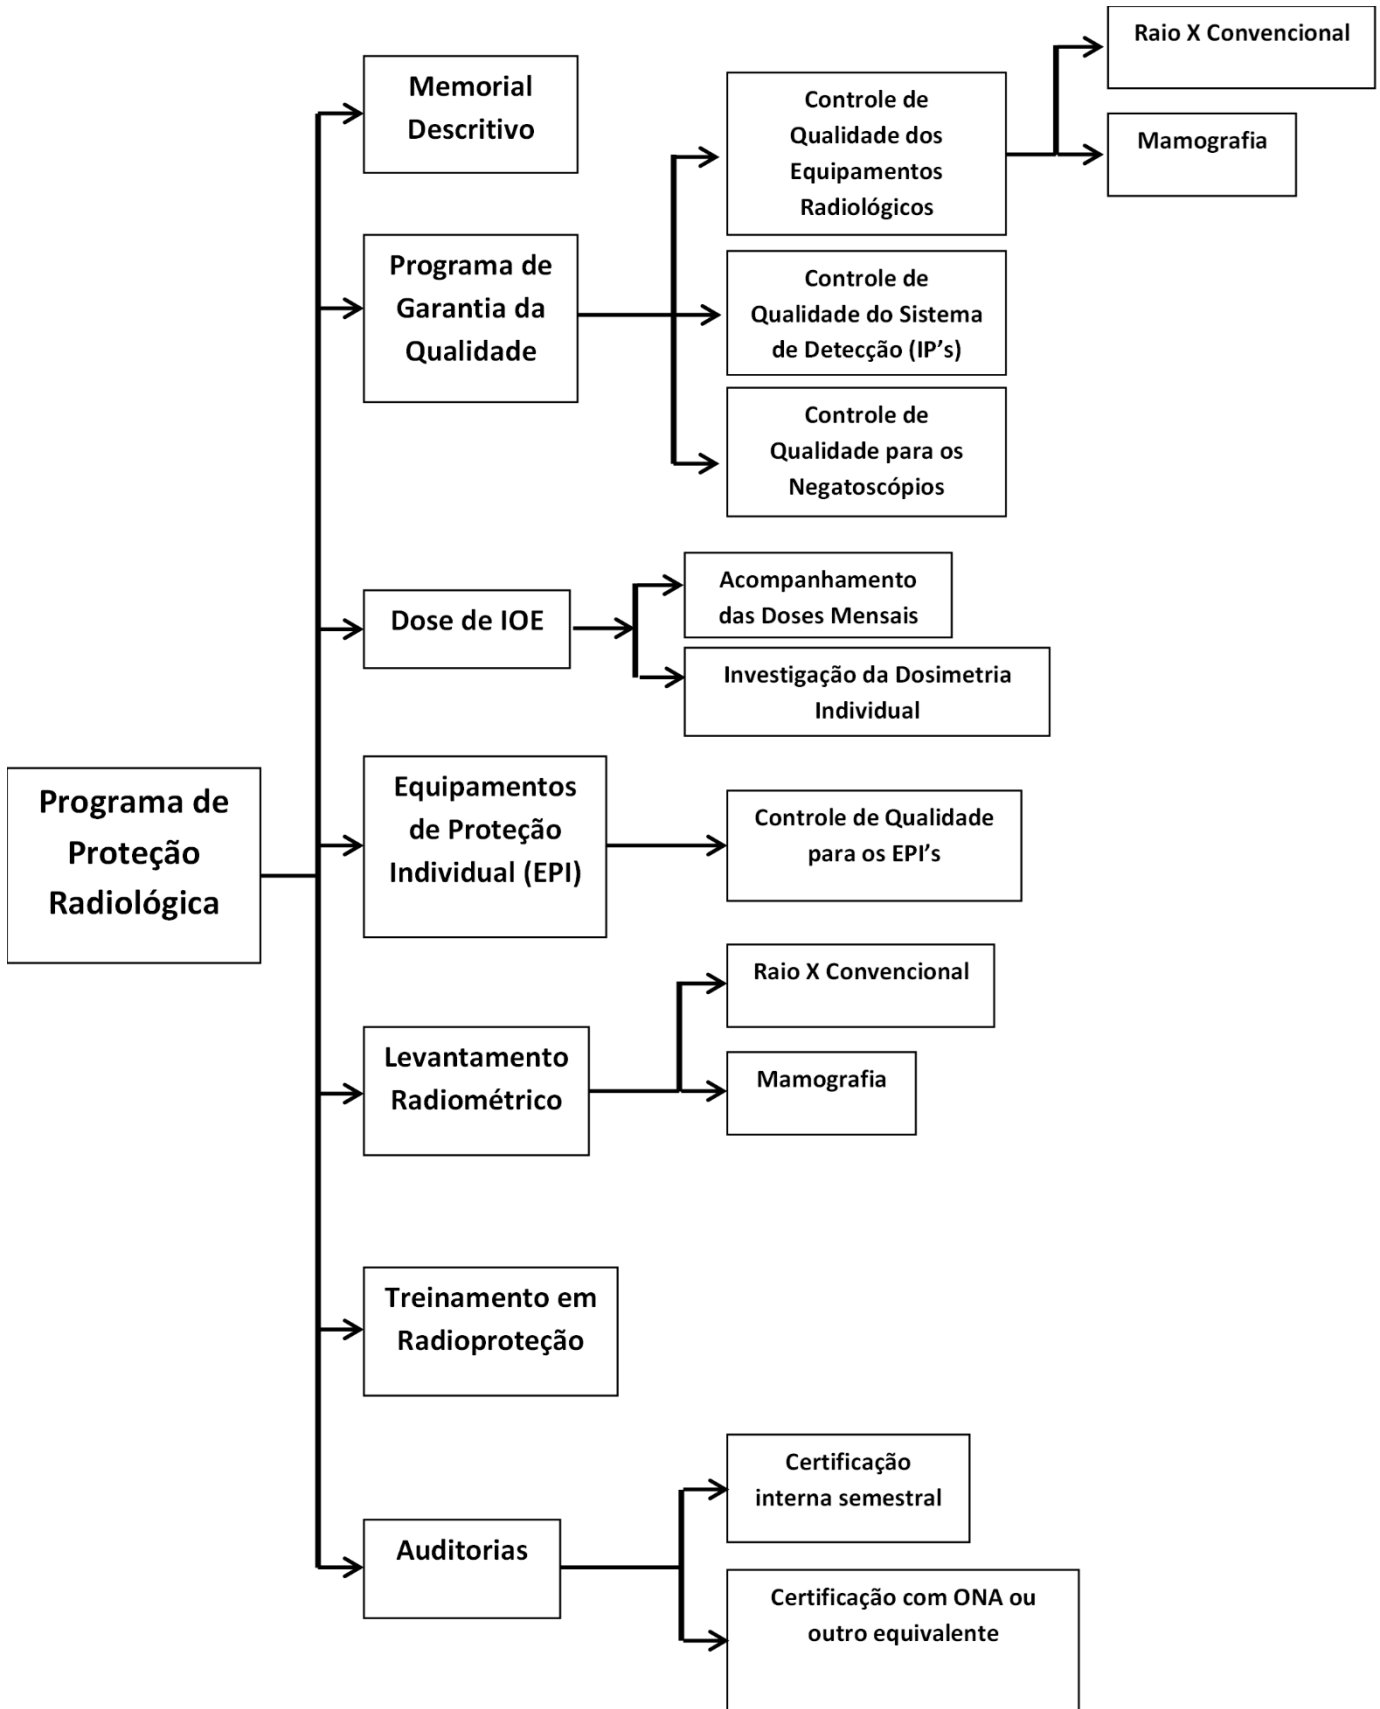 Programa de
Proteção
Radiológica
Memorial
Descritivo
Programa de
Garantia da
Qualidade
Controle de
Qualidade dos
Equipamentos
Radiológicos
Raio X Convencional
Mamografia
Controle de
Qualidade do Sistema
de Detecção (IP’s)
Controle de
Qualidade para os
Negatoscópios
Dose de IOE
Acompanhamento
das Doses Mensais
Investigação da Dosimetria
Individual
Equipamentos
de Proteção
Individual (EPI)
Controle de Qualidade
para os EPI’s
Levantamento
Radiométrico
Raio X Convencional
Mamografia
Treinamento em
Radioproteção
Auditorias
Certificação
interna semestral
Certificação com ONA ou
outro equivalente